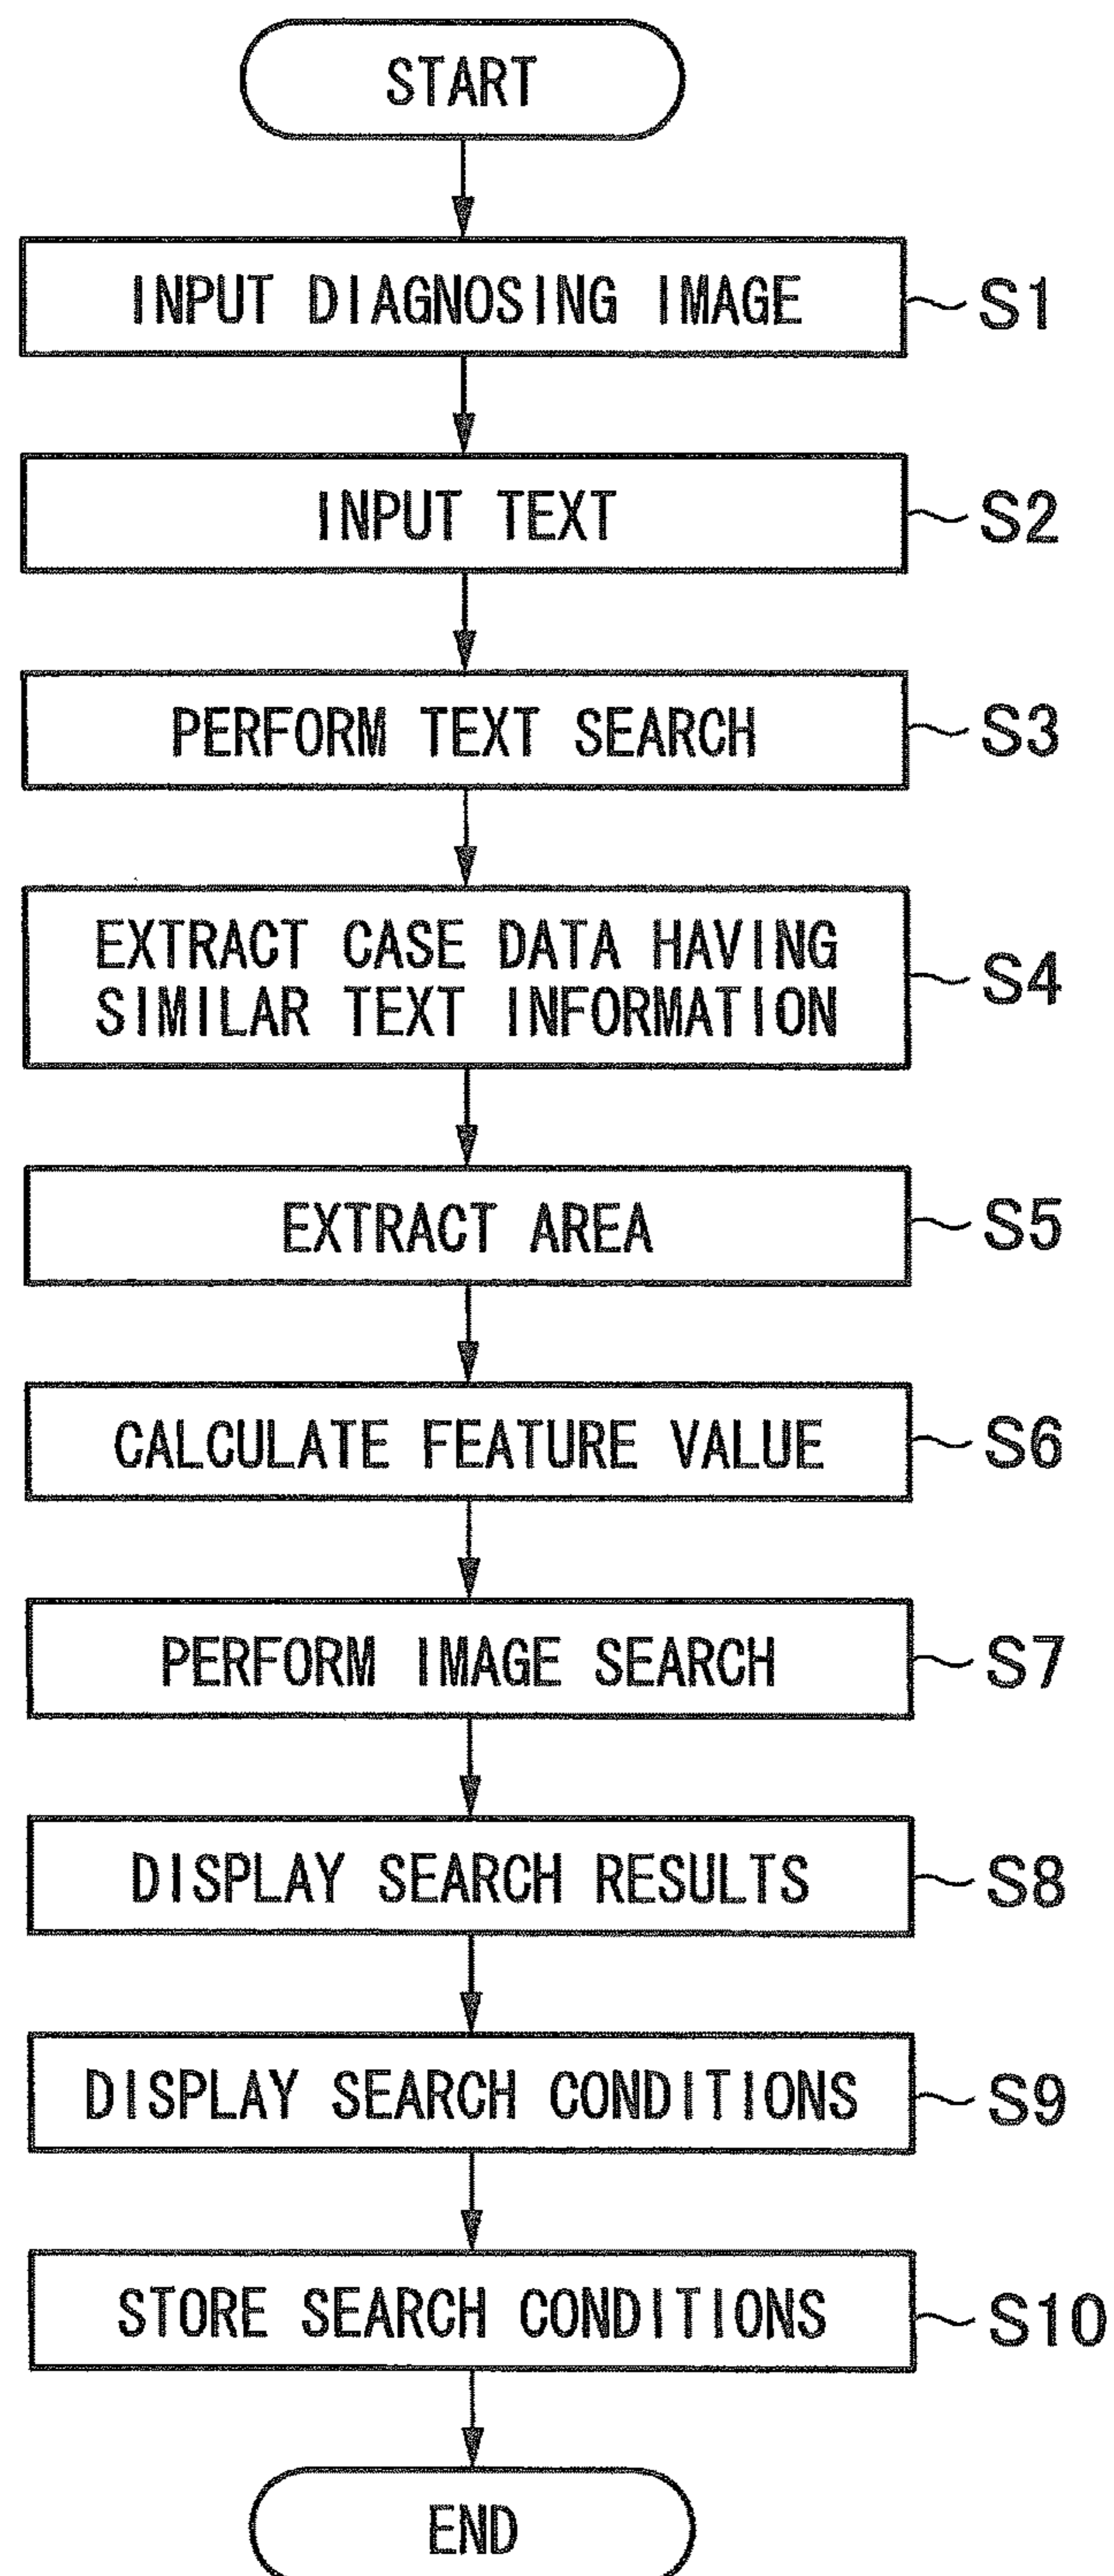 START
INPUT DIAGNOSING IMAGE S1
INPUT TEXT S2
PERFORM TEXT SEARCH S3
EXTRACT CASE DATA HAVING
SIMILAR TEXT INFORMATION S4
EXTRACT AREA S5
CALCULATE FEATURE VALUE S6
PERFORM IMAGE SEARCH S7
DISPLAY SEARCH RESULTS S8
DISPLAY SEARCH CONDITIONS S9
STORE SEARCH CONDITIONS S10
END